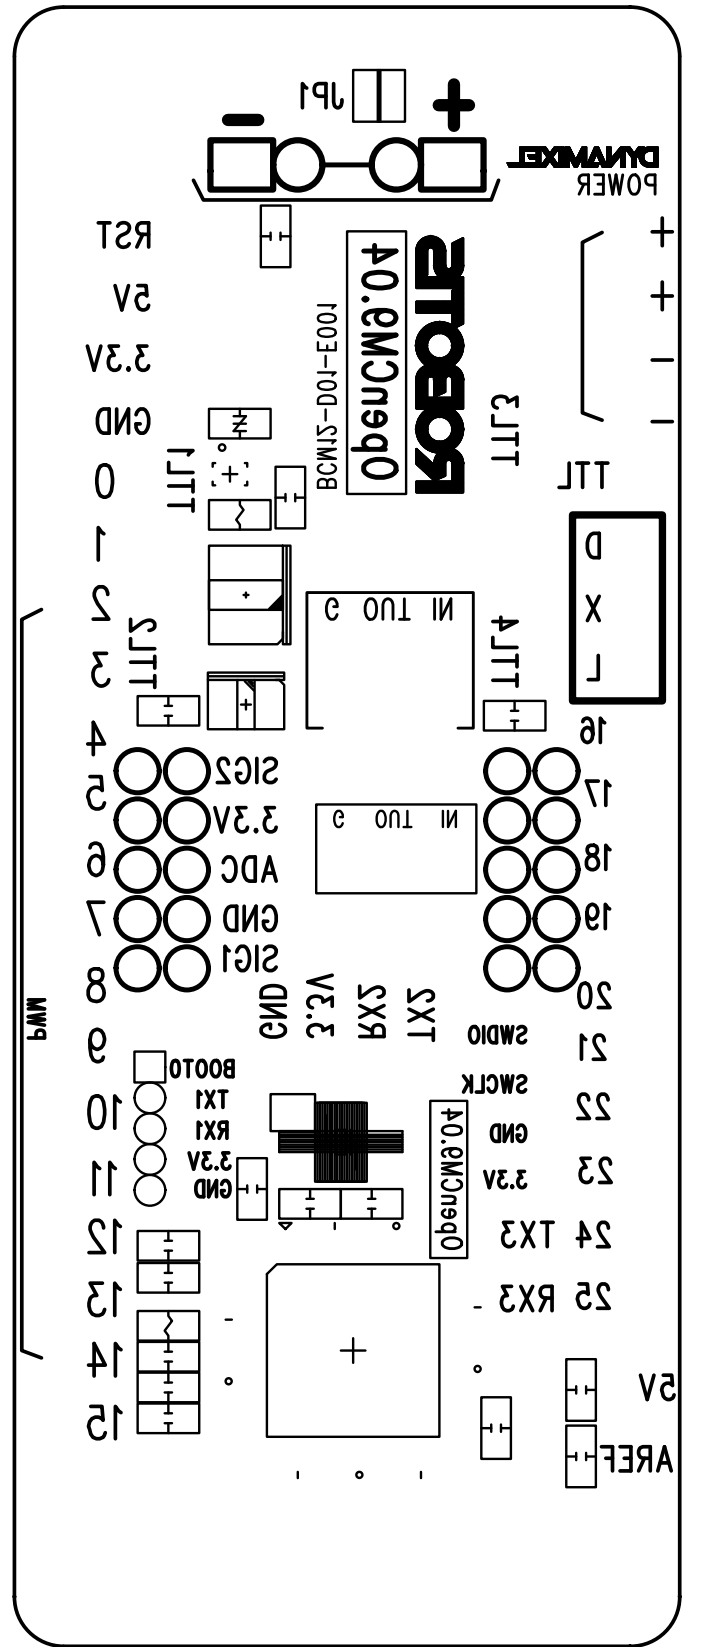 JP1
- +
DYNAMIXEL
POWER
RST
5V
3.3V
GND
0
1
2
3
4
5
6
7
8
9
10
11
12
13
14
15
PWM
TTL1
TTL2
BCM12-D01-E001
OpenCM9.04
ROBOTIS
TTL3
TTL4
+
+
-
-
TTL
D
X
L
G OUT IN
G OUT IN
SIG2
3.3V
ADC
GND
SIG1
GND
3.3V
RX2
TX2
BOOT0
TX1
RX1
3.3V
GND
SWDIO
SWCLK
GND
3.3V
OpenCM9.04
16
17
18
19
20
21
22
23
24 TX3
25 RX3
5V
AREF